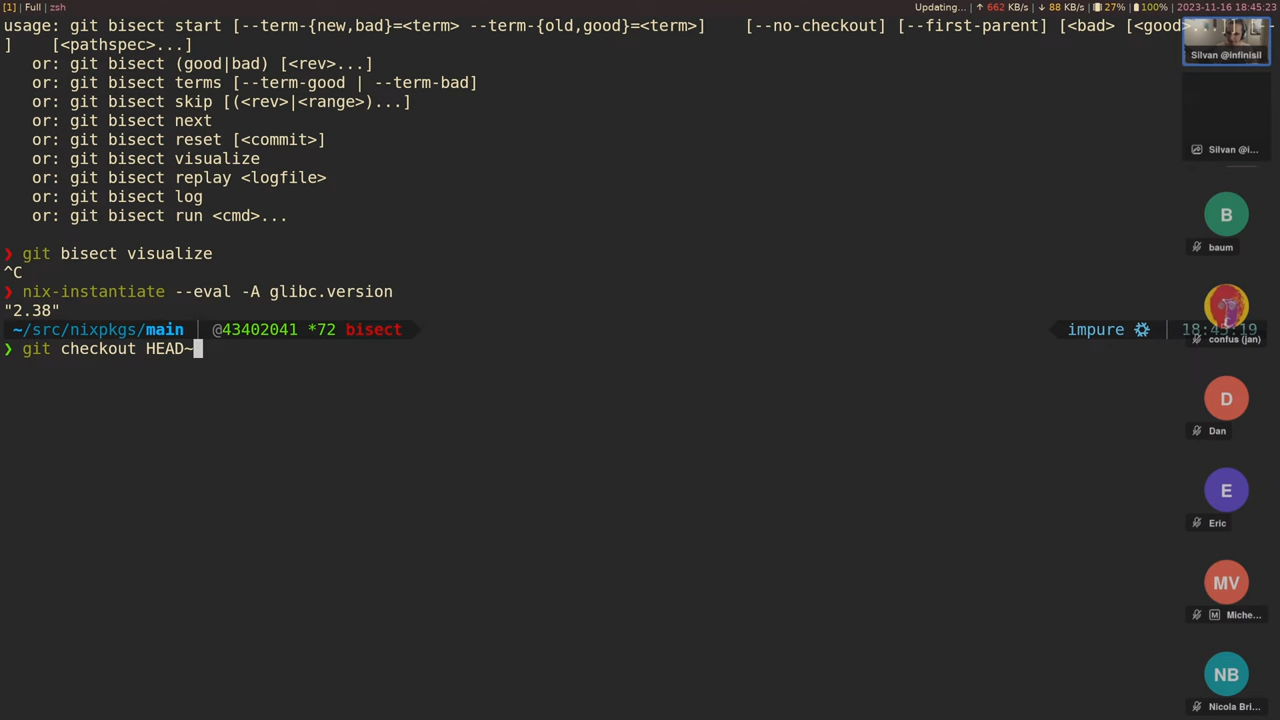 [1] | Full | zsh
Updating... | ↑ 662 KB/s | ↓ 88 KB/s | 27% | 100% | 2023-11-16 18:45:23
usage: git bisect start [--term-{new,bad}=<term> --term-{old,good}=<term>]    [--no-checkout] [--first-parent] [<bad> [<good>...]] [--
]    [<pathspec>...]
or: git bisect (good|bad) [<rev>...]
or: git bisect terms [--term-good | --term-bad]
or: git bisect skip [(<rev>|<range>)...]
or: git bisect next
or: git bisect reset [<commit>]
or: git bisect visualize
or: git bisect replay <logfile>
or: git bisect log
or: git bisect run <cmd>...
❯ git bisect visualize
^C
❯ nix-instantiate --eval -A glibc.version
"2.38"
~/src/nixpkgs/main | @43402041 *72 bisect
impure | 18:45:19
❯ git checkout HEAD~
Silvan @infinisil
Silvan @i...
B
baum
confus (jan)
D
Dan
E
Eric
MV
M Miche...
NB
Nicola Bri...